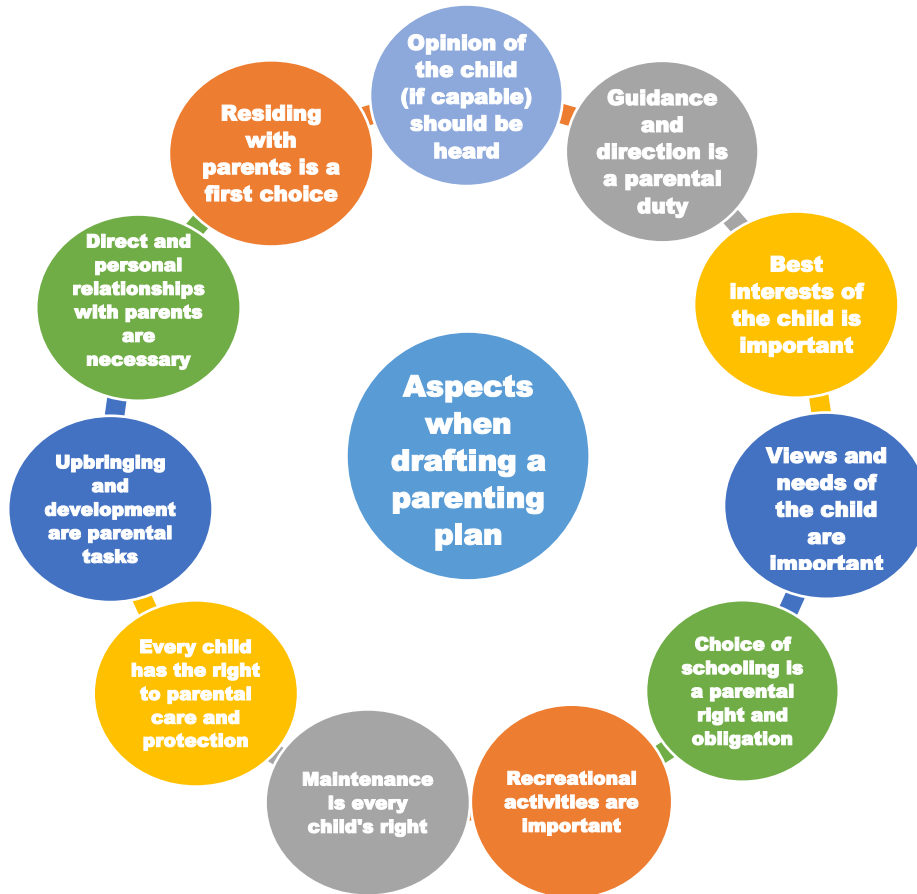 Opinion of
the child
(if capable)
should be
heard
Guidance
and
direction is
a parental
duty
Best
interests of
the child is
important
Views and
needs of
the child
are
important
Choice of
schooling is
a parental
right and
obligation
Recreational
activities are
important
Maintenance
is every
child's right
Every child
has the right
to parental
care and
protection
Upbringing
and
development
are parental
tasks
Direct and
personal
relationships
with parents
are
necessary
Residing
with
parents is a
first choice
Aspects
when
drafting a
parenting
plan